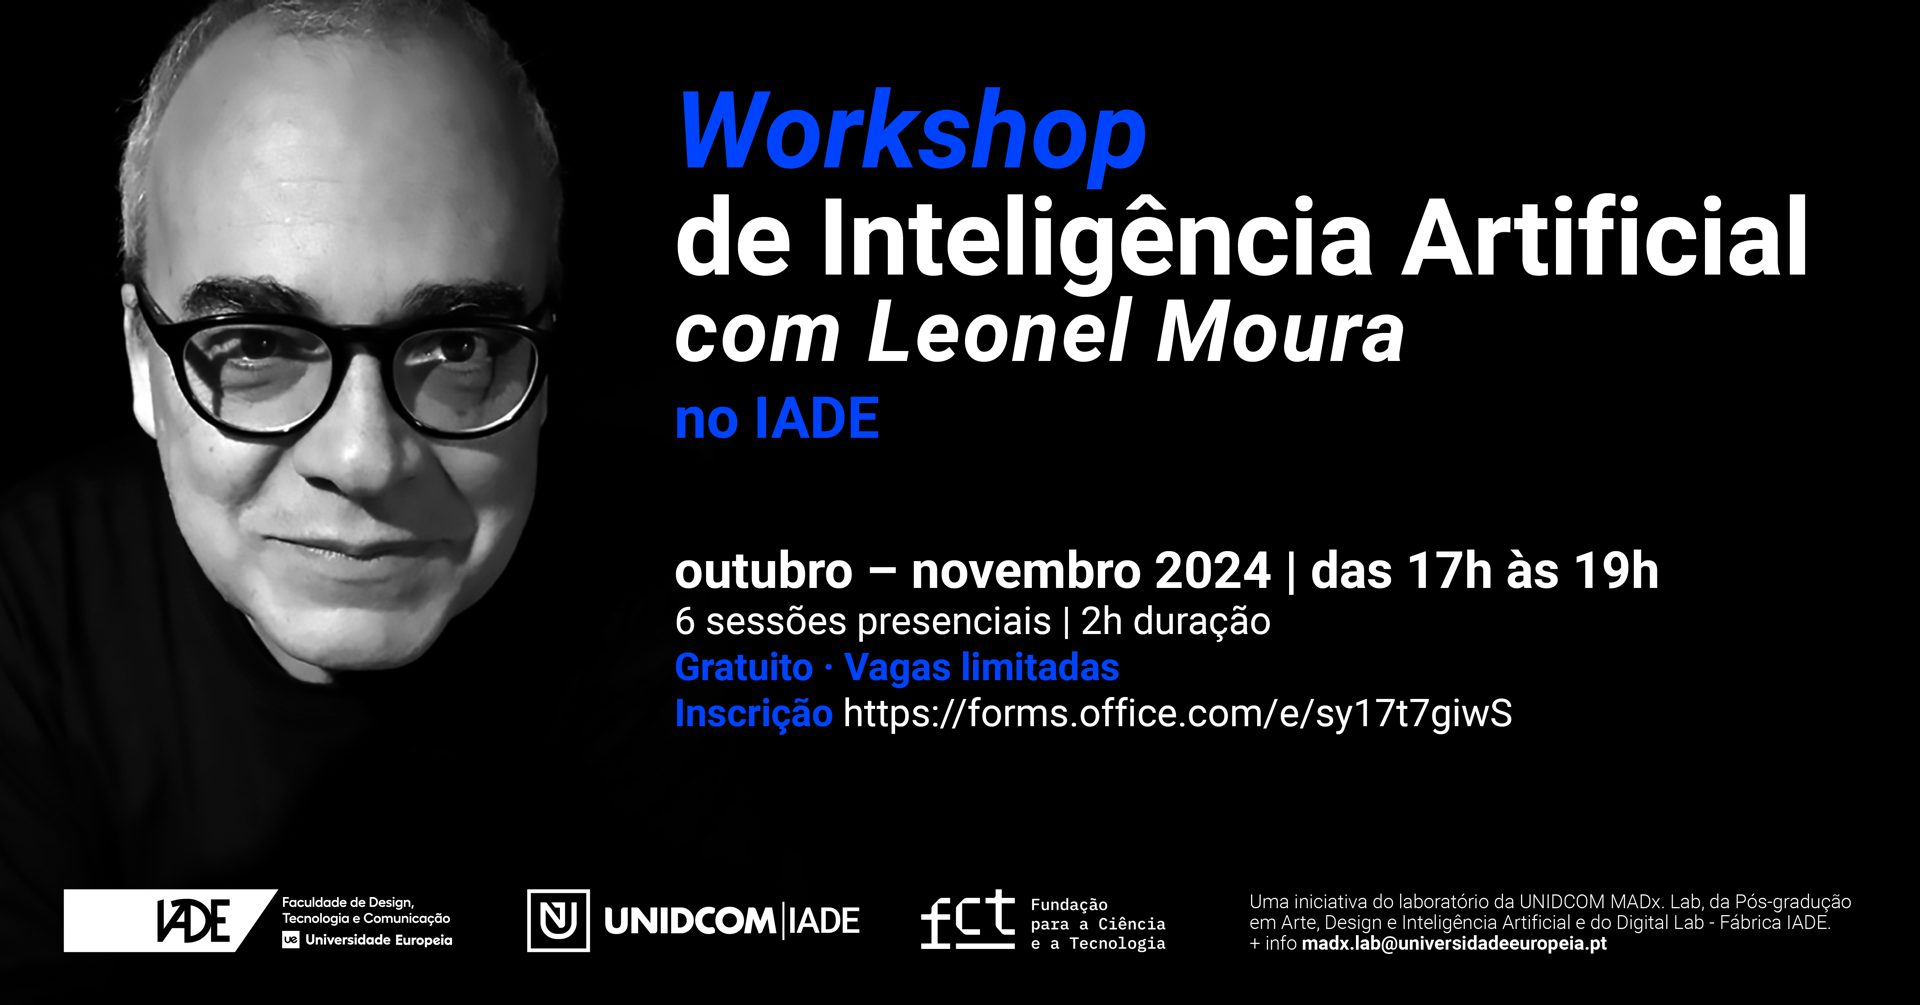 Workshop
de Inteligência Artificial
com Leonel Moura
no IADE
outubro – novembro 2024 | das 17h às 19h
6 sessões presenciais | 2h duração
Gratuito · Vagas limitadas
Inscrição https://forms.office.com/e/sy17t7giwS
IADE
Faculdade de Design,
Tecnologia e Comunicação
ue Universidade Europeia
UNIDCOM|IADE
fct
Fundação
para a Ciência
e a Tecnologia
Uma iniciativa do laboratório da UNIDCOM MADx. Lab, da Pós-gradução
em Arte, Design e Inteligência Artificial e do Digital Lab - Fábrica IADE.
+ info madx.lab@universidadeeuropeia.pt